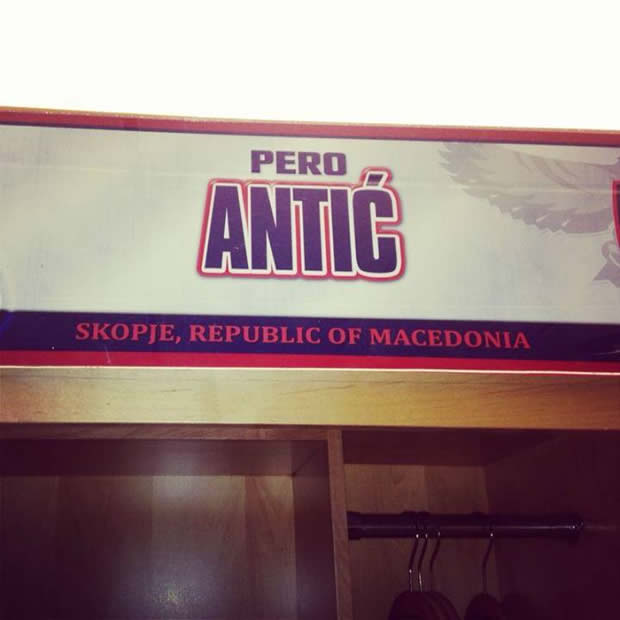 PERO
ANTIĆ
SKOPJE, REPUBLIC OF MACEDONIA